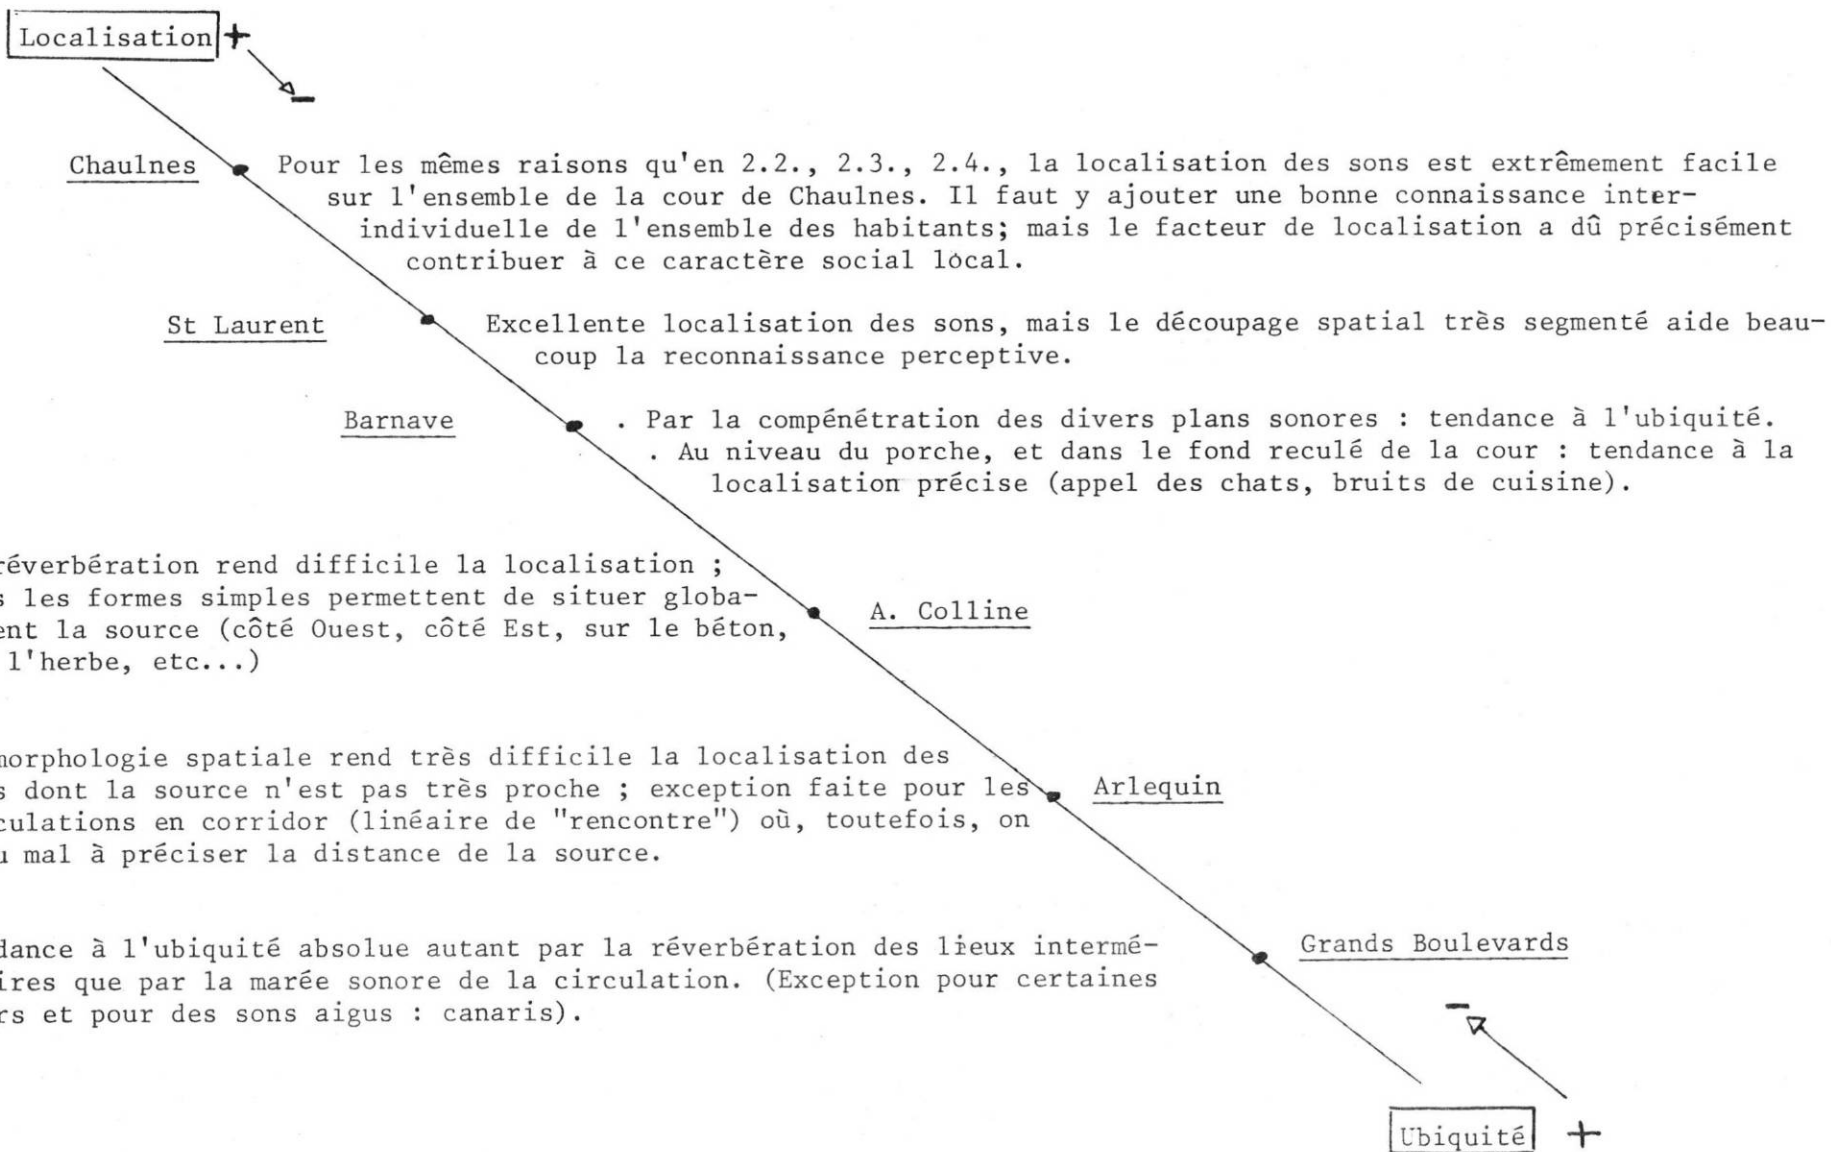 Localisation +
-
Chaulnes Pour les mêmes raisons qu'en 2.2., 2.3., 2.4., la localisation des sons est extrêmement facile
sur l'ensemble de la cour de Chaulnes. Il faut y ajouter une bonne connaissance inter-
individuelle de l'ensemble des habitants; mais le facteur de localisation a dû précisément
contribuer à ce caractère social local.
St Laurent Excellente localisation des sons, mais le découpage spatial très segmenté aide beau-
coup la reconnaissance perceptive.
Barnave . Par la compénétration des divers plans sonores : tendance à l'ubiquité.
. Au niveau du porche, et dans le fond reculé de la cour : tendance à la
localisation précise (appel des chats, bruits de cuisine).
réverbération rend difficile la localisation ;
s les formes simples permettent de situer globa-
ent la source (côté Ouest, côté Est, sur le béton,
l'herbe, etc...)
A. Colline
morphologie spatiale rend très difficile la localisation des
s dont la source n'est pas très proche ; exception faite pour les
culations en corridor (linéaire de "rencontre") où, toutefois, on
u mal à préciser la distance de la source.
Arlequin
dance à l'ubiquité absolue autant par la réverbération des lieux intermé-
ires que par la marée sonore de la circulation. (Exception pour certaines
rs et pour des sons aigus : canaris).
Grands Boulevards
-
Ubiquité +